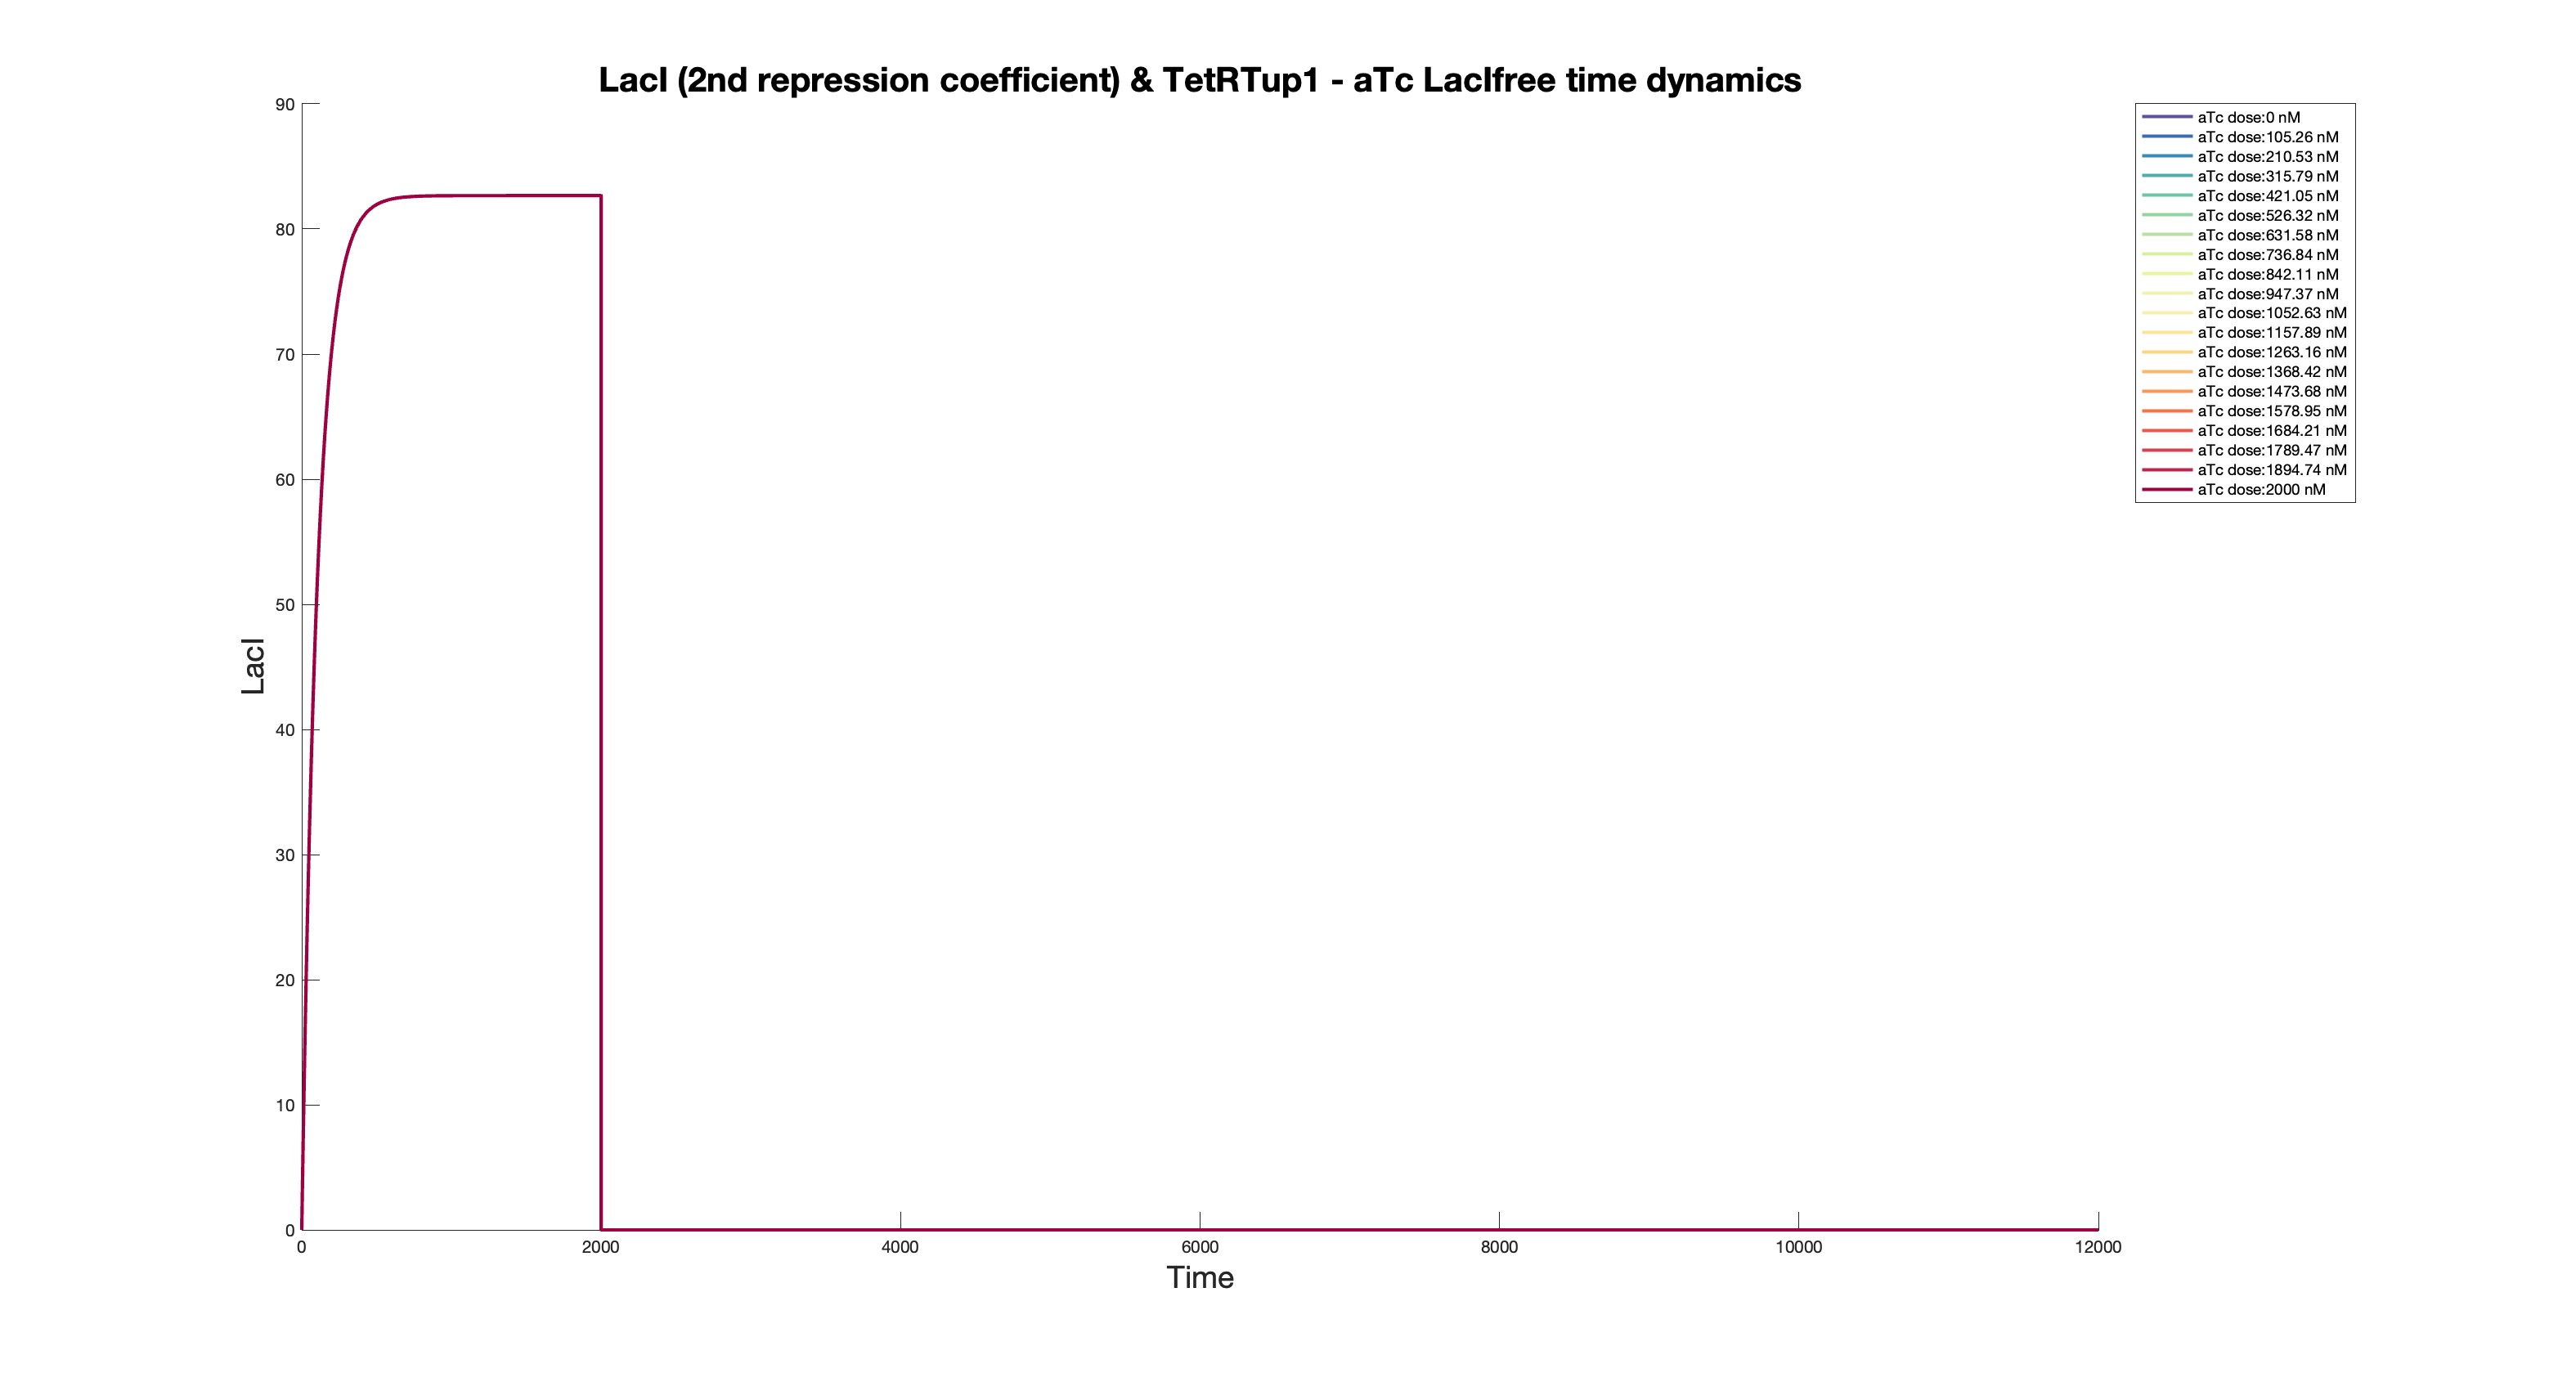 LacI (2nd repression coefficient) & TetRTup1 - aTc LacIfree time dynamics
90
80
70
60
50
40
30
20
10
0
LacI
0
2000
4000
6000
8000
10000
12000
Time
aTc dose:0 nM
aTc dose:105.26 nM
aTc dose:210.53 nM
aTc dose:315.79 nM
aTc dose:421.05 nM
aTc dose:526.32 nM
aTc dose:631.58 nM
aTc dose:736.84 nM
aTc dose:842.11 nM
aTc dose:947.37 nM
aTc dose:1052.63 nM
aTc dose:1157.89 nM
aTc dose:1263.16 nM
aTc dose:1368.42 nM
aTc dose:1473.68 nM
aTc dose:1578.95 nM
aTc dose:1684.21 nM
aTc dose:1789.47 nM
aTc dose:1894.74 nM
aTc dose:2000 nM